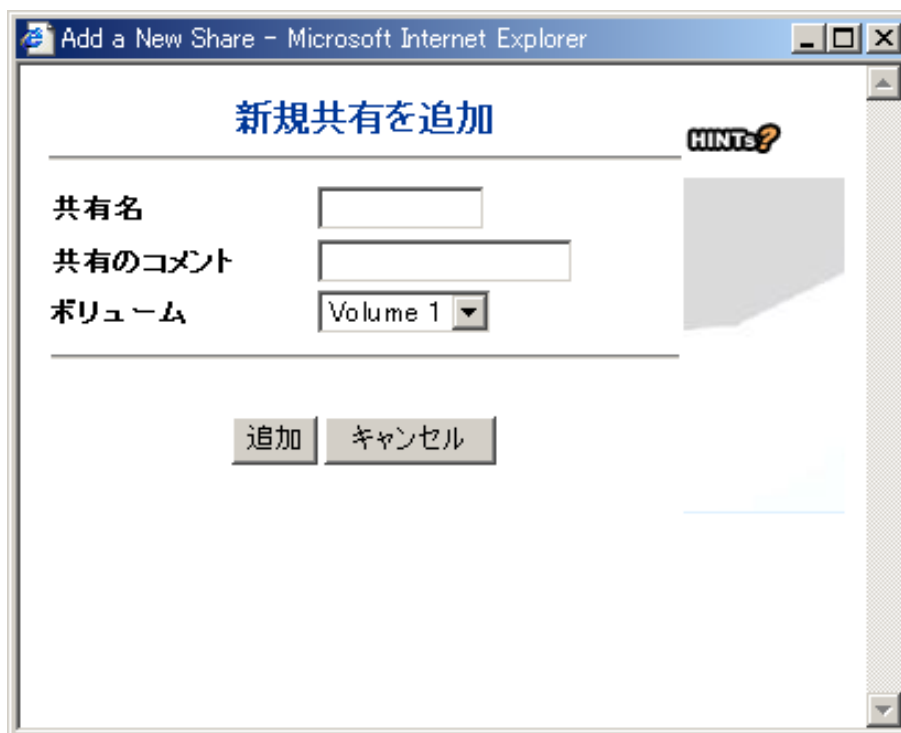 Add a New Share - Microsoft Internet Explorer
新規共有を追加
HINTs?
共有名
共有のコメント
ボリューム Volume 1
追加 キャンセル